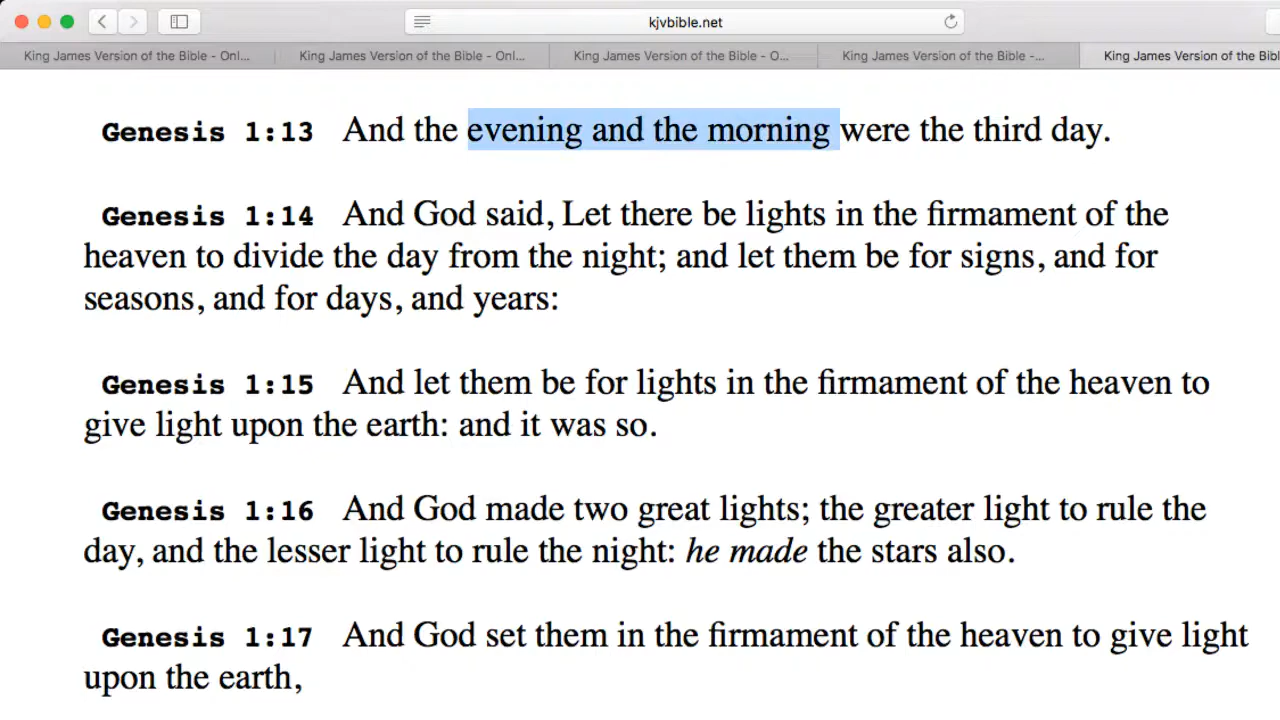 kjvbible.net
King James Version of the Bible - Onl...
King James Version of the Bible - Onl...
King James Version of the Bible - O...
King James Version of the Bible -...
King James Version of the Bibl
Genesis 1:13 And the evening and the morning were the third day.
Genesis 1:14 And God said, Let there be lights in the firmament of the
heaven to divide the day from the night; and let them be for signs, and for
seasons, and for days, and years:
Genesis 1:15 And let them be for lights in the firmament of the heaven to
give light upon the earth: and it was so.
Genesis 1:16 And God made two great lights; the greater light to rule the
day, and the lesser light to rule the night: he made the stars also.
Genesis 1:17 And God set them in the firmament of the heaven to give light
upon the earth,